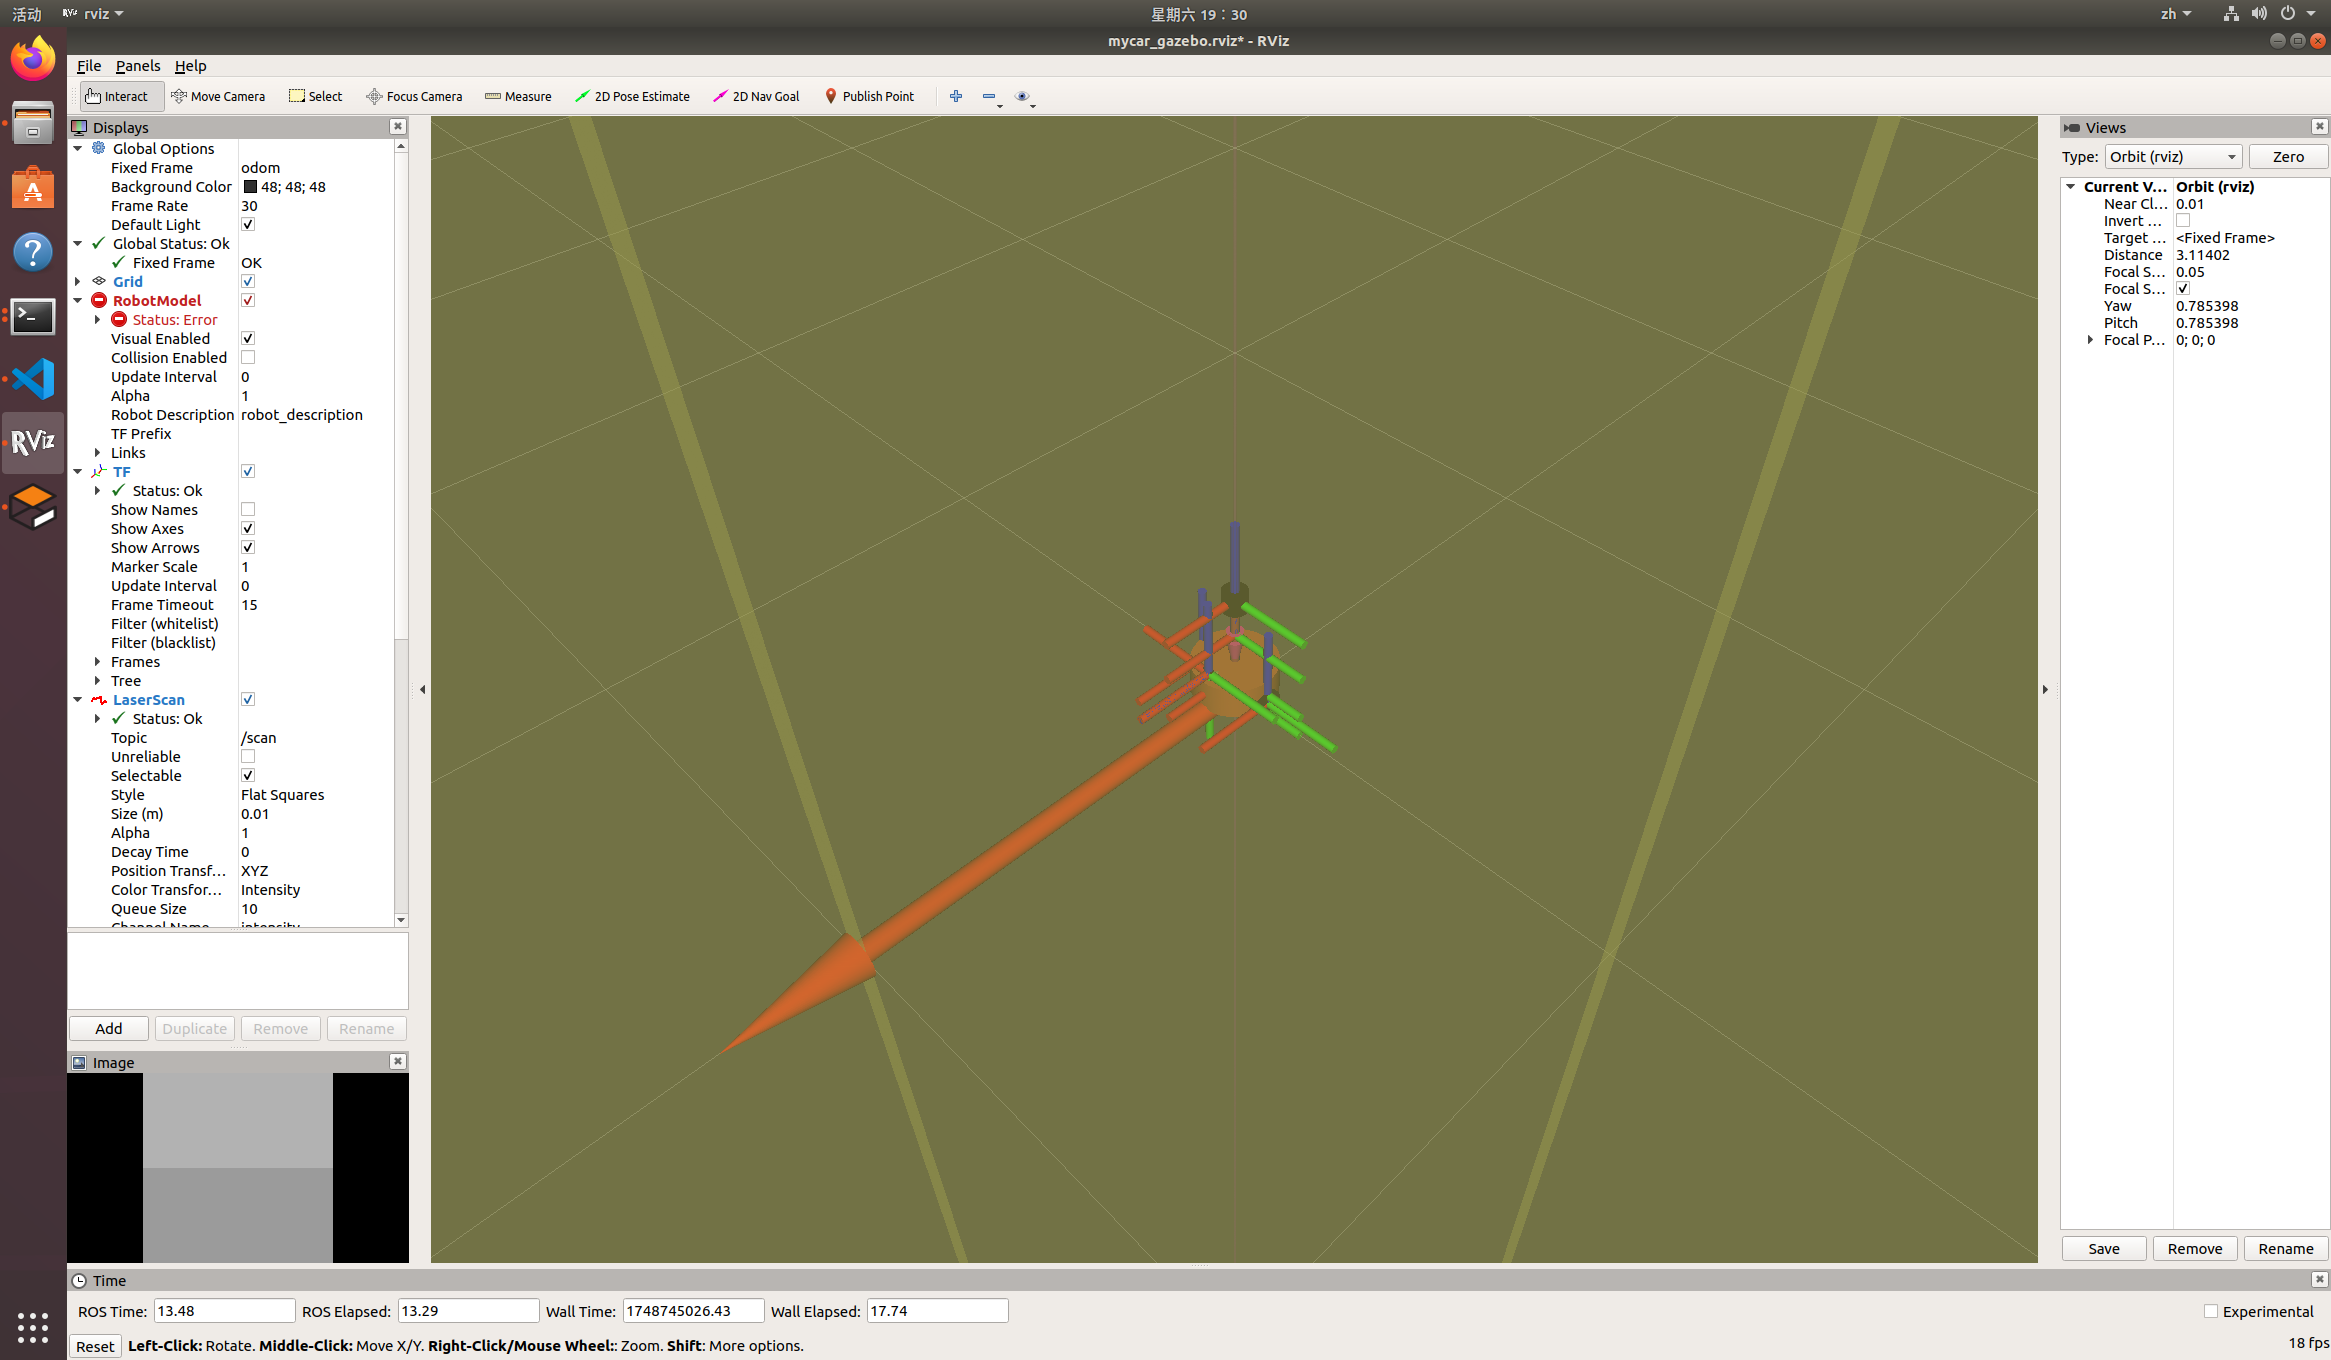 活动
RViz rviz
星期六 19：30
zh
mycar_gazebo.rviz* - RViz
File Panels Help
Interact Move Camera Select Focus Camera Measure 2D Pose Estimate 2D Nav Goal Publish Point
Displays
Global Options
Fixed Frame odom
Background Color 48; 48; 48
Frame Rate 30
Default Light
Global Status: Ok
Fixed Frame OK
Grid
RobotModel
Status: Error
Visual Enabled
Collision Enabled
Update Interval 0
Alpha 1
Robot Description robot_description
TF Prefix
Links
TF
Status: Ok
Show Names
Show Axes
Show Arrows
Marker Scale 1
Update Interval 0
Frame Timeout 15
Filter (whitelist)
Filter (blacklist)
Frames
Tree
LaserScan
Status: Ok
Topic /scan
Unreliable
Selectable
Style Flat Squares
Size (m) 0.01
Alpha 1
Decay Time 0
Position Transf... XYZ
Color Transfor... Intensity
Queue Size 10
Channel Name intensity
Add Duplicate Remove Rename
Image
Views
Type: Orbit (rviz) Zero
Current V... Orbit (rviz)
Near Cl... 0.01
Invert ...
Target ... <Fixed Frame>
Distance 3.11402
Focal S... 0.05
Focal S...
Yaw 0.785398
Pitch 0.785398
Focal P... 0; 0; 0
Save Remove Rename
Time
ROS Time: 13.48 ROS Elapsed: 13.29 Wall Time: 1748745026.43 Wall Elapsed: 17.74 Experimental
Reset Left-Click: Rotate. Middle-Click: Move X/Y. Right-Click/Mouse Wheel:: Zoom. Shift: More options.
18 fps
RViz